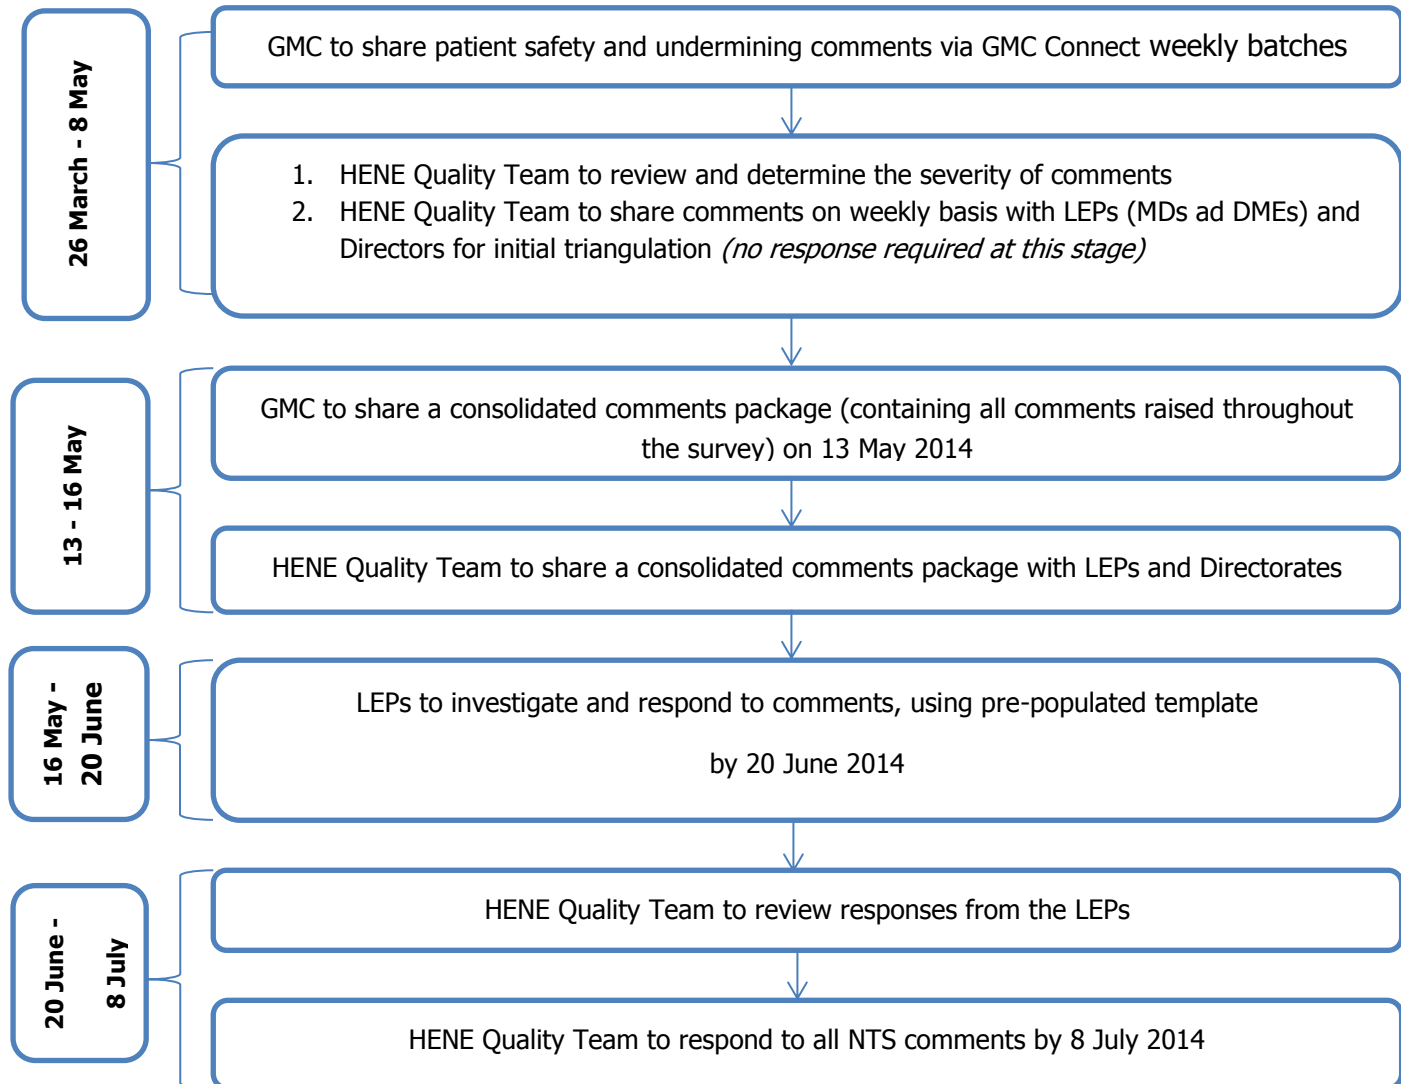 26 March - 8 May
GMC to share patient safety and undermining comments via GMC Connect weekly batches
1. HENE Quality Team to review and determine the severity of comments
2. HENE Quality Team to share comments on weekly basis with LEPs (MDs ad DMEs) and
Directors for initial triangulation (no response required at this stage)
13 - 16 May
GMC to share a consolidated comments package (containing all comments raised throughout
the survey) on 13 May 2014
HENE Quality Team to share a consolidated comments package with LEPs and Directorates
16 May -
20 June
LEPs to investigate and respond to comments, using pre-populated template
by 20 June 2014
20 June -
8 July
HENE Quality Team to review responses from the LEPs
HENE Quality Team to respond to all NTS comments by 8 July 2014